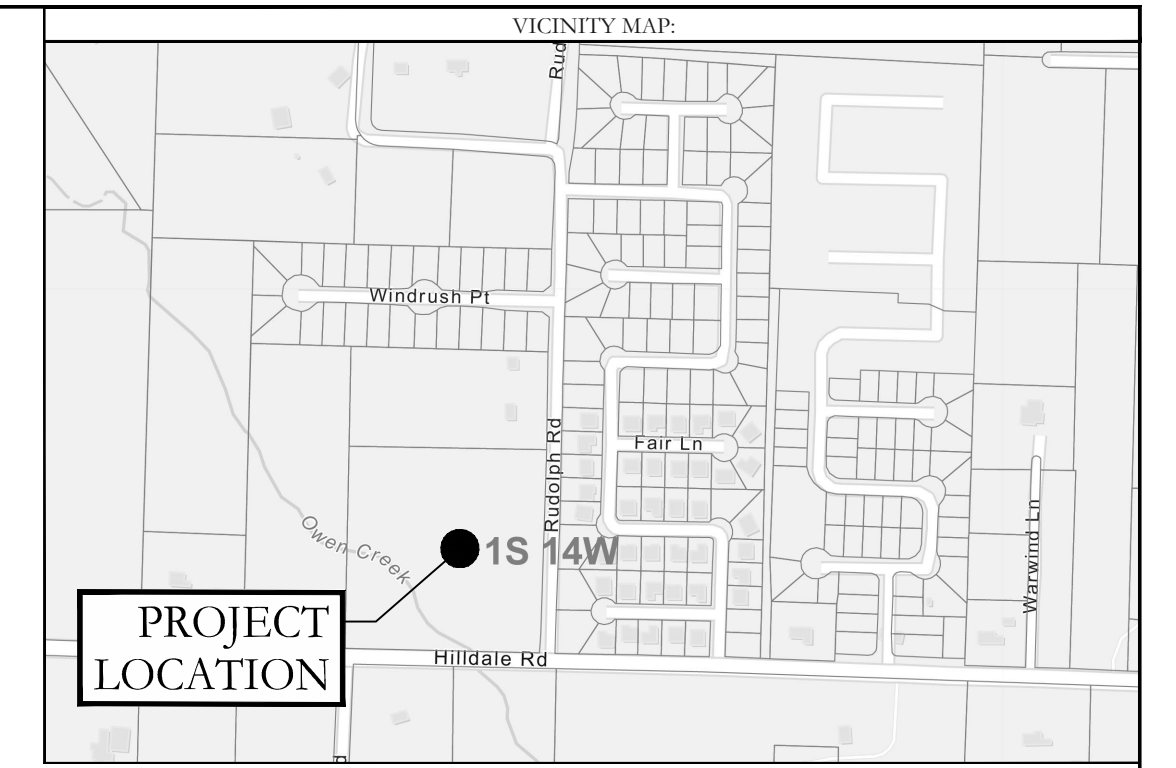 VICINITY MAP:
Rud
Windrush Pt
Rudolph Rd
Fair Ln
Owen Creek
1S 14W
Warwind Ln
PROJECT
LOCATION
Hilldale Rd
d